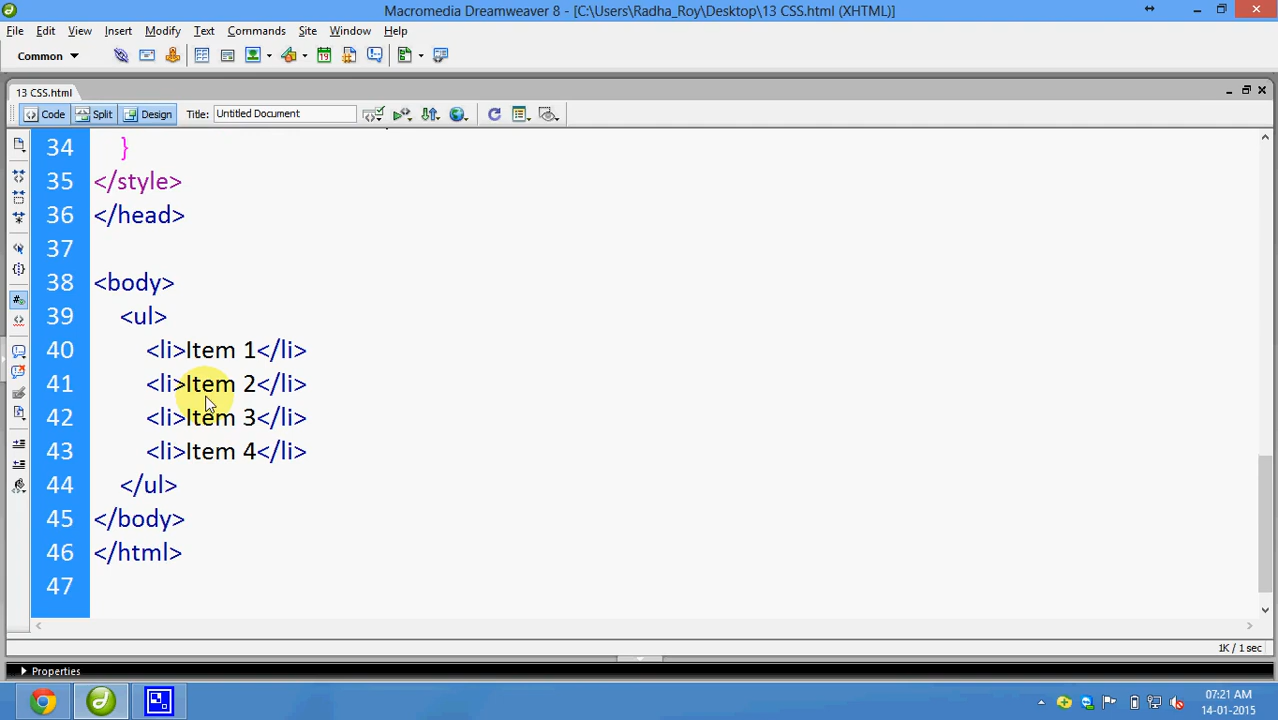 Macromedia Dreamweaver 8 - [C:\Users\Radha_Roy\Desktop\13 CSS.html (XHTML)]
File Edit View Insert Modify Text Commands Site Window Help
Common
13 CSS.html
Code Split Design Title: Untitled Document
34 }
35 </style>
36 </head>
37
38 <body>
39 <ul>
40 <li>Item 1</li>
41 <li>Item 2</li>
42 <li>Item 3</li>
43 <li>Item 4</li>
44 </ul>
45 </body>
46 </html>
47
1K / 1 sec
Properties
07:21 AM
14-01-2015